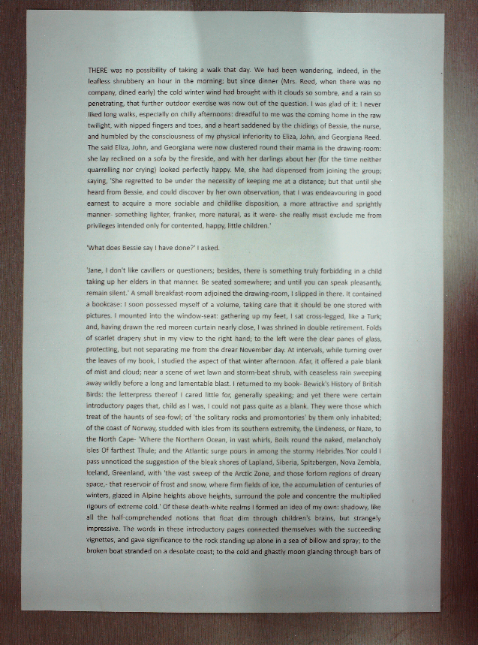 THERE was no possibility of taking a walk that day. We had been wandering, indeed, in the
leafless shrubbery an hour in the morning; but since dinner (Mrs. Reed, when there was no
company, dined early) the cold winter wind had brought with it clouds so sombre, and a rain so
penetrating, that further outdoor exercise was now out of the question. I was glad of it: I never
liked long walks, especially on chilly afternoons: dreadful to me was the coming home in the raw
twilight, with nipped fingers and toes, and a heart saddened by the chidings of Bessie, the nurse,
and humbled by the consciousness of my physical inferiority to Eliza, John, and Georgiana Reed.
The said Eliza, John, and Georgiana were now clustered round their mama in the drawing-room:
she lay reclined on a sofa by the fireside, and with her darlings about her (for the time neither
quarrelling nor crying) looked perfectly happy. Me, she had dispensed from joining the group;
saying, 'She regretted to be under the necessity of keeping me at a distance; but that until she
heard from Bessie, and could discover by her own observation, that I was endeavouring in good
earnest to acquire a more sociable and childlike disposition, a more attractive and sprightly
manner- something lighter, franker, more natural, as it were- she really must exclude me from
privileges intended only for contented, happy, little children.'
'What does Bessie say I have done?' I asked.
'Jane, I don't like cavillers or questioners; besides, there is something truly forbidding in a child
taking up her elders in that manner. Be seated somewhere; and until you can speak pleasantly,
remain silent.' A small breakfast-room adjoined the drawing-room, I slipped in there. It contained
a bookcase: I soon possessed myself of a volume, taking care that it should be one stored with
pictures. I mounted into the window-seat: gathering up my feet, I sat cross-legged, like a Turk;
and, having drawn the red moreen curtain nearly close, I was shrined in double retirement. Folds
of scarlet drapery shut in my view to the right hand; to the left were the clear panes of glass,
protecting, but not separating me from the drear November day. At intervals, while turning over
the leaves of my book, I studied the aspect of that winter afternoon. Afar, it offered a pale blank
of mist and cloud; near a scene of wet lawn and storm-beat shrub, with ceaseless rain sweeping
away wildly before a long and lamentable blast. I returned to my book- Bewick's History of British
Birds: the letterpress thereof I cared little for, generally speaking; and yet there were certain
introductory pages that, child as I was, I could not pass quite as a blank. They were those which
treat of the haunts of sea-fowl; of 'the solitary rocks and promontories' by them only inhabited;
of the coast of Norway, studded with isles from its southern extremity, the Lindeness, or Naze, to
the North Cape- 'Where the Northern Ocean, in vast whirls, Boils round the naked, melancholy
isles Of farthest Thule; and the Atlantic surge Pours in among the stormy Hebrides.'Nor could I
pass unnoticed the suggestion of the bleak shores of Lapland, Siberia, Spitzbergen, Nova Zembla,
Iceland, Greenland, with 'the vast sweep of the Arctic Zone, and those forlorn regions of dreary
space,- that reservoir of frost and snow, where firm fields of ice, the accumulation of centuries of
winters, glazed in Alpine heights above heights, surround the pole and concentre the multiplied
rigours of extreme cold.' Of these death-white realms I formed an idea of my own: shadowy, like
all the half-comprehended notions that float dim through children's brains, but strangely
impressive. The words in these introductory pages connected themselves with the succeeding
vignettes, and gave significance to the rock standing up alone in a sea of billow and spray; to the
broken boat stranded on a desolate coast; to the cold and ghastly moon glancing through bars of